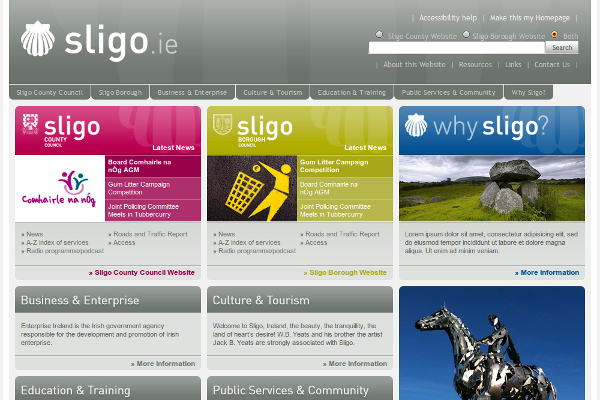 | Accessibility help | Make this my Homepage |
sligo.ie
Sligo County Website Sligo Borough Website Both
Search
| About this Website | Resources | Links | Contact Us |
Sligo County Council Sligo Borough Business & Enterprise Culture & Tourism Education & Training Public Services & Community Why Sligo?
sligo
COUNTY
COUNCIL
Latest News
Comhairle na nÓg
Board Comhairle na
nÓg AGM
Gum Litter Campaign
Competition
Joint Policing Committee
Meets in Tubbercurry
» News
» A-Z index of services
» Radio programme/podcast
» Roads and Traffic Report
» Access
» Sligo County Council Website
sligo
BOROUGH
COUNCIL
Latest News
Gum Litter Campaign
Competition
Gum Litter Campaign
Competition
Joint Policing Committee
Meets in Tubbercurry
» News
» A-Z index of services
» Radio programme/podcast
» Roads and Traffic Report
» Access
» Sligo Borough Website
why sligo?
Lorem ipsum dolor sit amet, consectetur adipisicing elit,
sed do eiusmod tempor incididunt ut labore et dolore
aliqua. Ut enim ad minim veniam.
» More Information
Business & Enterprise
Enterprise Ireland is the Irish government agency
responsible for the development and promotion of Irish
enterprise.
» More Information
Culture & Tourism
Welcome to Sligo, Ireland, the beauty, the tranquility, the
land of heart's desire! W.B. Yeats and his brother the artist
Jack B. Yeats are strongly associated with Sligo.
» More Information
Education & Training
Public Services & Community